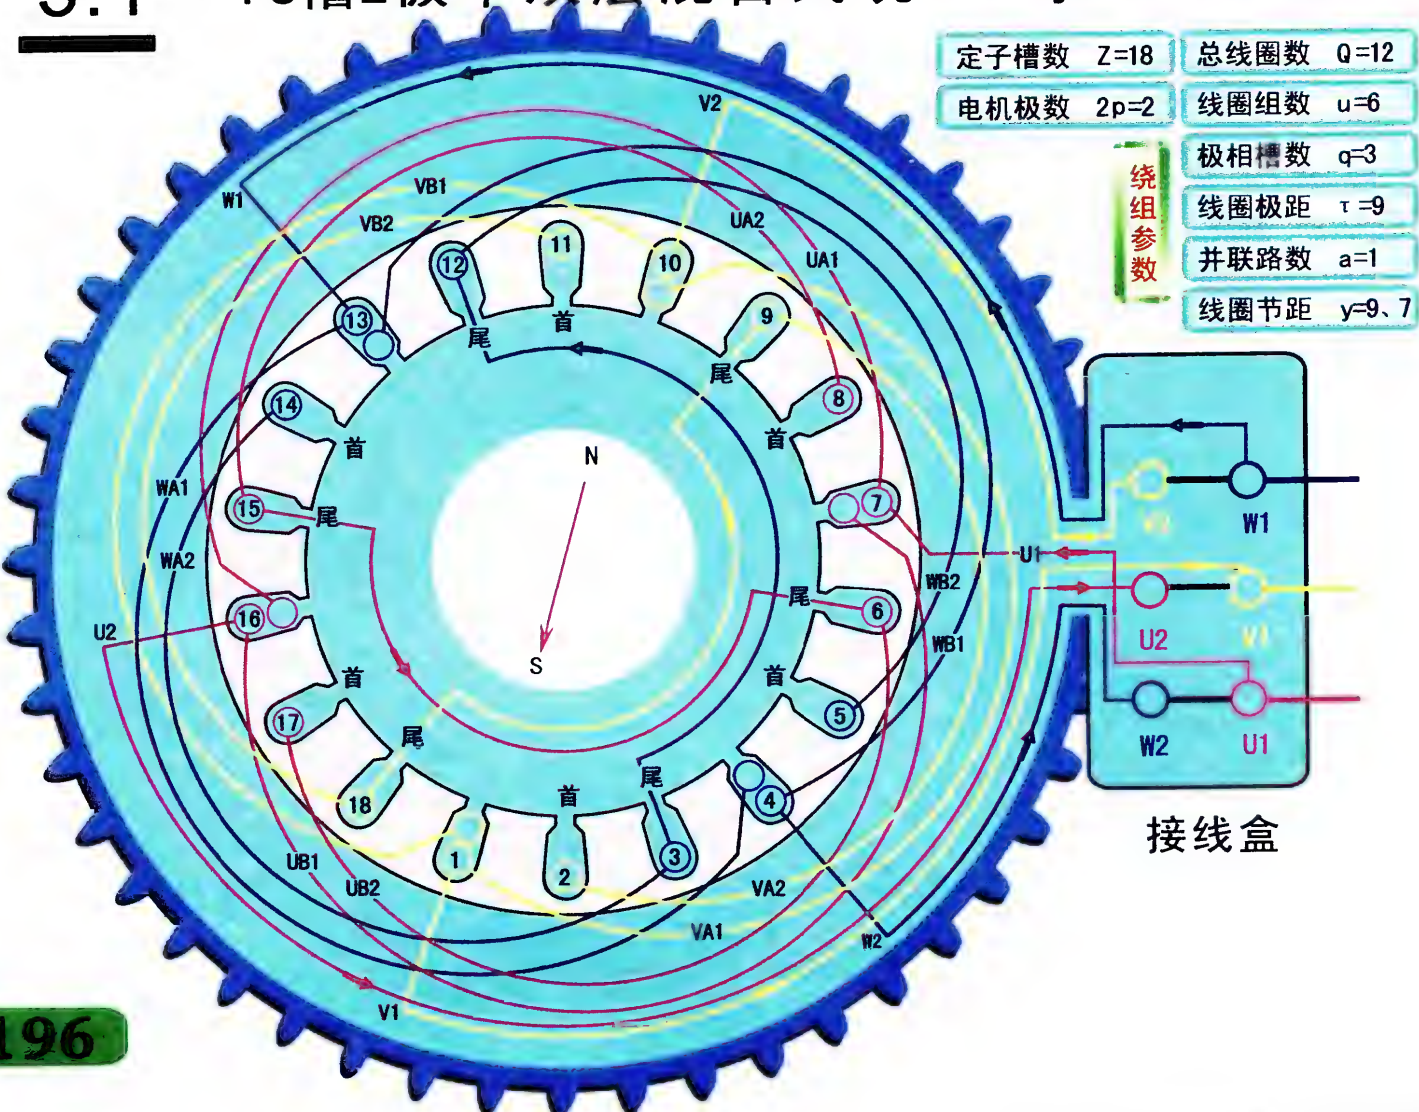 18槽2极
定子槽数 Z=18
总线圈数 Q=12
电机极数 2p=2
线圈组数 u=6
极相槽数 q=3
线圈极距 τ=9
并联路数 a=1
线圈节距 y=9、7
绕组参数
V2
W1
VB1
VB2
UA2
UA1
11
12
10
13
9
首
尾
尾
14
8
首
首
N
WA1
15
尾
7
W1
WA2
U1
WB2
16
尾
6
U2
U2
WB1
S
首
首
17
5
W2
U1
尾
尾
18
首
4
1
2
3
接线盒
UB1
UB2
VA2
VA1
W2
V1
196